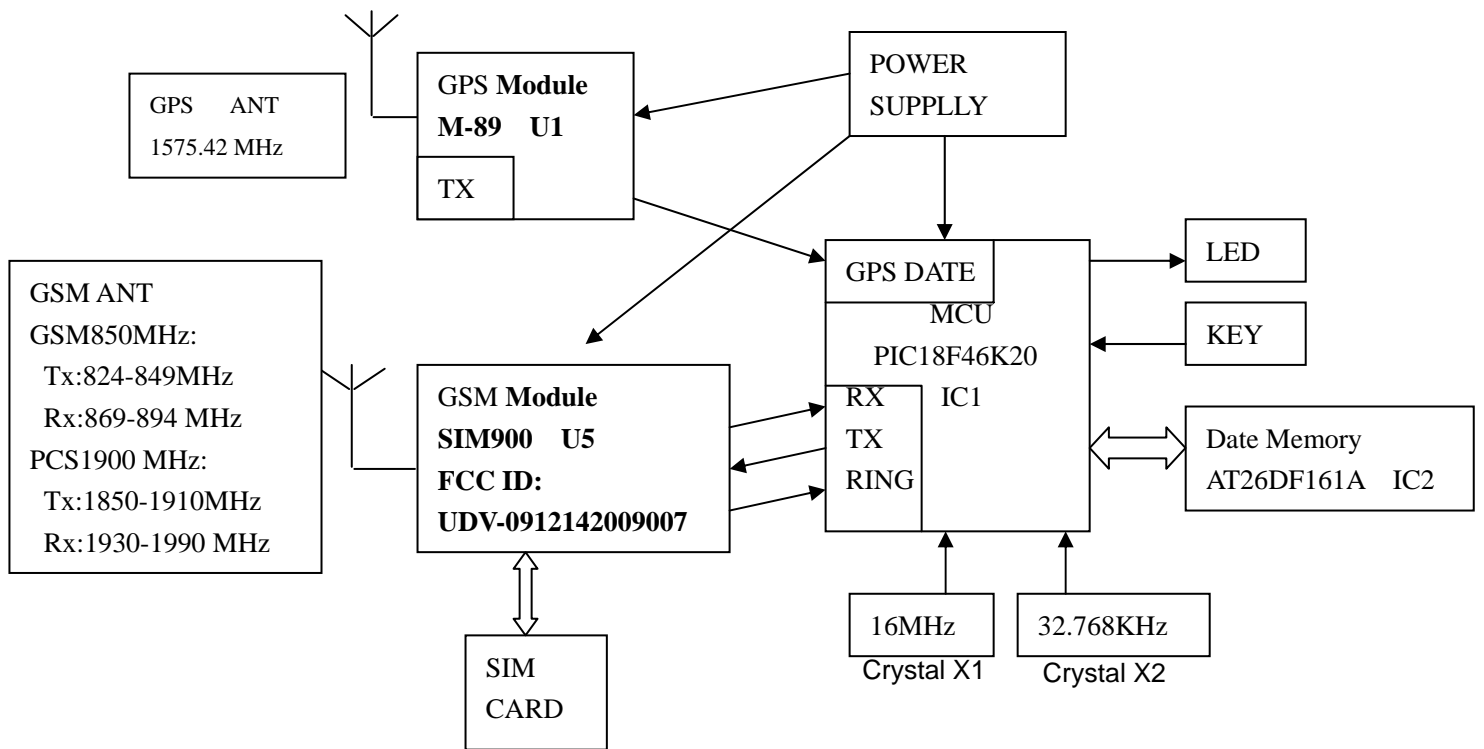 GPS ANT
1575.42 MHz
GPS Module
M-89 U1
TX
POWER
SUPPLLY
GSM ANT
GSM850MHz:
Tx:824-849MHz
Rx:869-894 MHz
PCS1900 MHz:
Tx:1850-1910MHz
Rx:1930-1990 MHz
GSM Module
SIM900 U5
FCC ID:
UDV-0912142009007
SIM
CARD
GPS DATE
MCU
PIC18F46K20
RX IC1
TX
RING
LED
KEY
Date Memory
AT26DF161A IC2
16MHz
Crystal X1
32.768KHz
Crystal X2